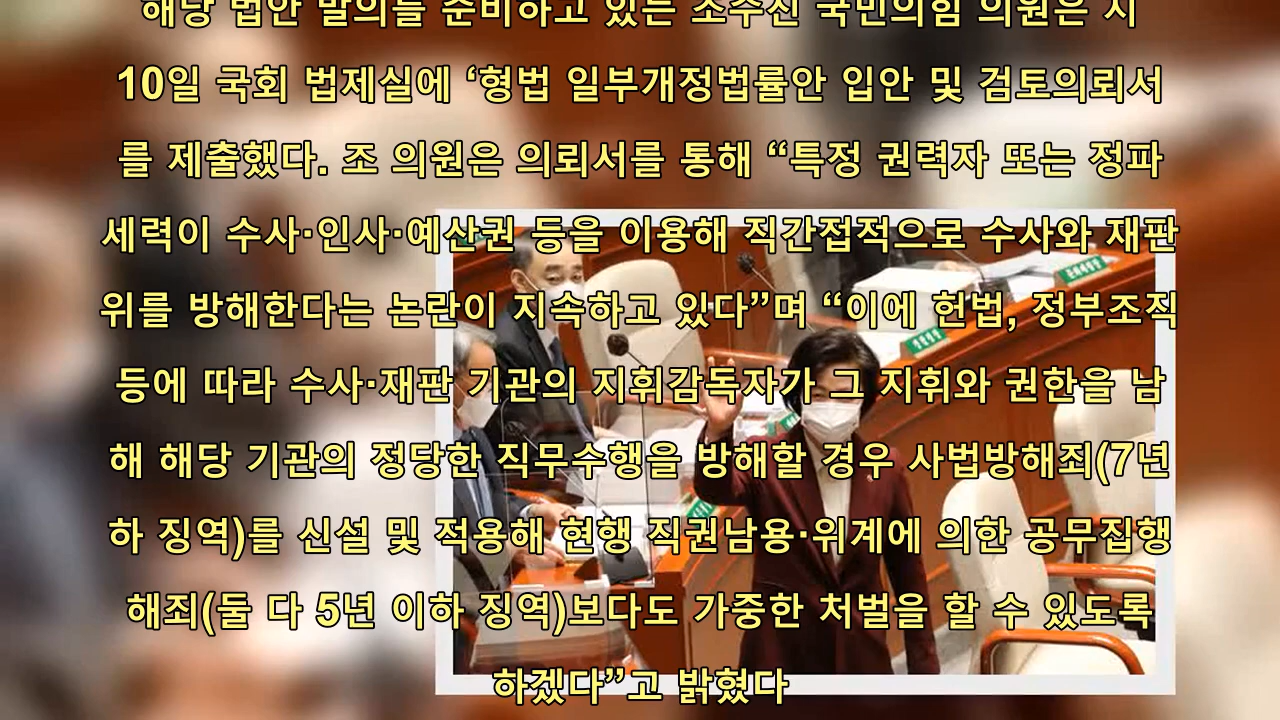 해당 법안 발의를 준비하고 있는 조수진 국민의힘 의원은 지
10일 국회 법제실에 ‘형법 일부개정법률안 입안 및 검토의뢰서
를 제출했다. 조 의원은 의뢰서를 통해 “특정 권력자 또는 정파
세력이 수사·인사·예산권 등을 이용해 직간접적으로 수사와 재판
위를 방해한다는 논란이 지속하고 있다”며 “이에 헌법, 정부조직
등에 따라 수사·재판 기관의 지휘감독자가 그 지휘와 권한을 남
해 해당 기관의 정당한 직무수행을 방해할 경우 사법방해죄(7년
하 징역)를 신설 및 적용해 현행 직권남용·위계에 의한 공무집행
해죄(둘 다 5년 이하 징역)보다도 가중한 처벌을 할 수 있도록
하겠다”고 밝혔다